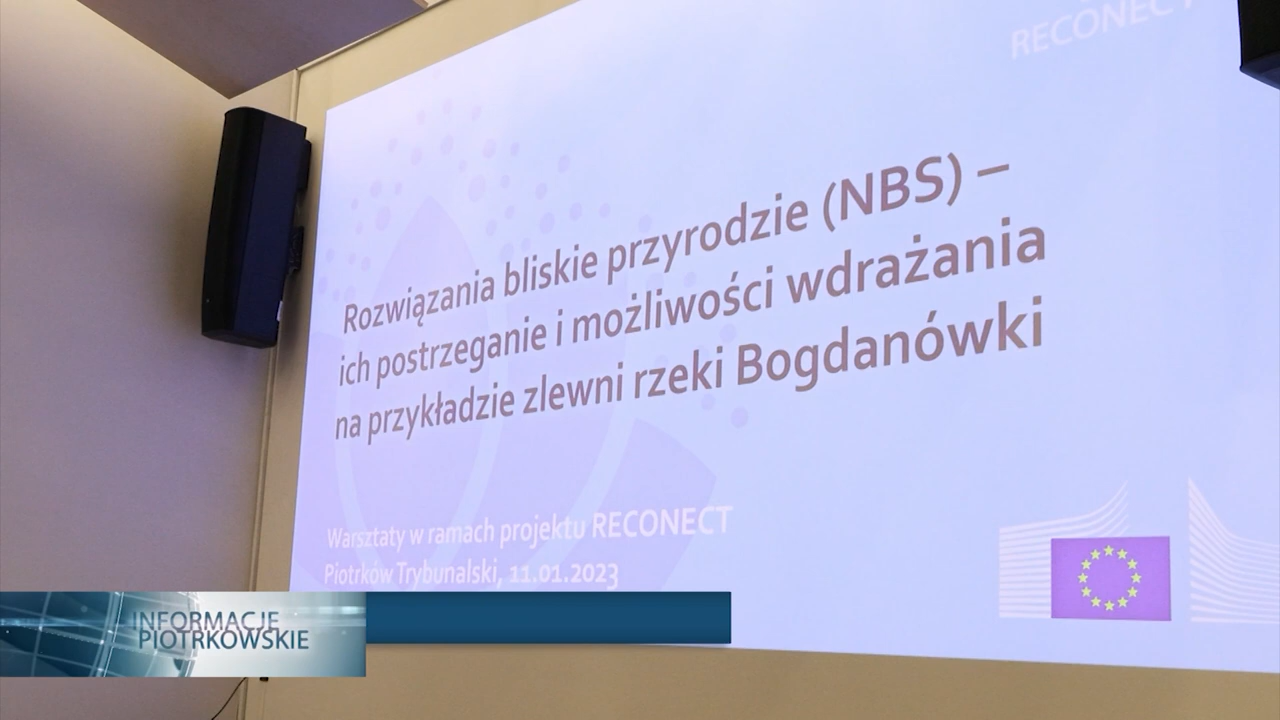 RECONECT
Rozwiązania bliskie przyrodzie (NBS) –
ich postrzeganie i możliwości wdrażania
na przykładzie zlewni rzeki Bogdanówki
Warsztaty w ramach projektu RECONECT
Piotrków Trybunalski, 11.01.2023
INFORMACJE
PIOTRKOWSKIE